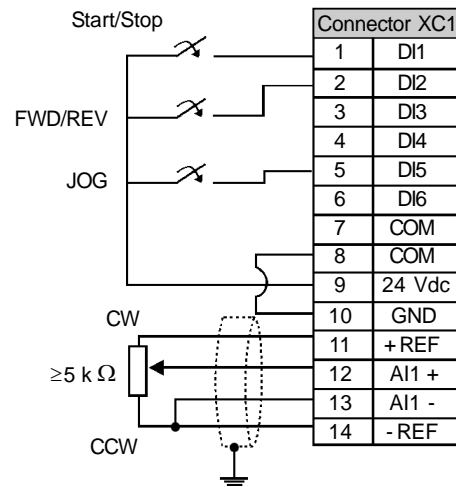 Start/Stop
Connector XC1
1 DI1
2 DI2
FWD/REV
3 DI3
4 DI4
JOG
5 DI5
6 DI6
7 COM
8 COM
9 24 Vdc
CW
10 GND
11 +REF
≥5 k Ω
12 AI1 +
13 AI1 -
CCW
14 -REF